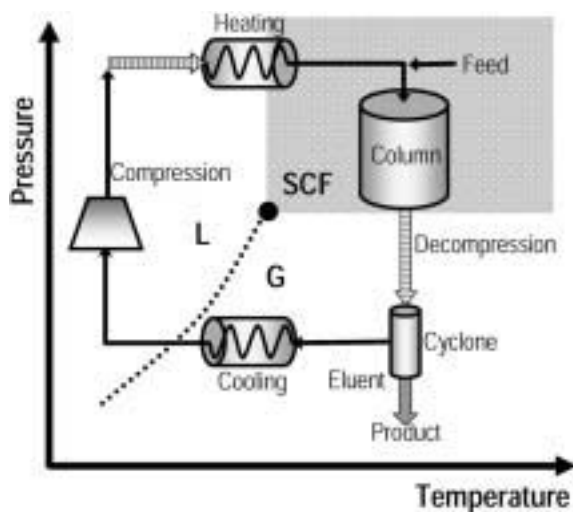 Heating
Feed
Column
Compression
SCF
L
Decompression
G
Cyclone
Cooling
Eluent
Product
Pressure
Temperature